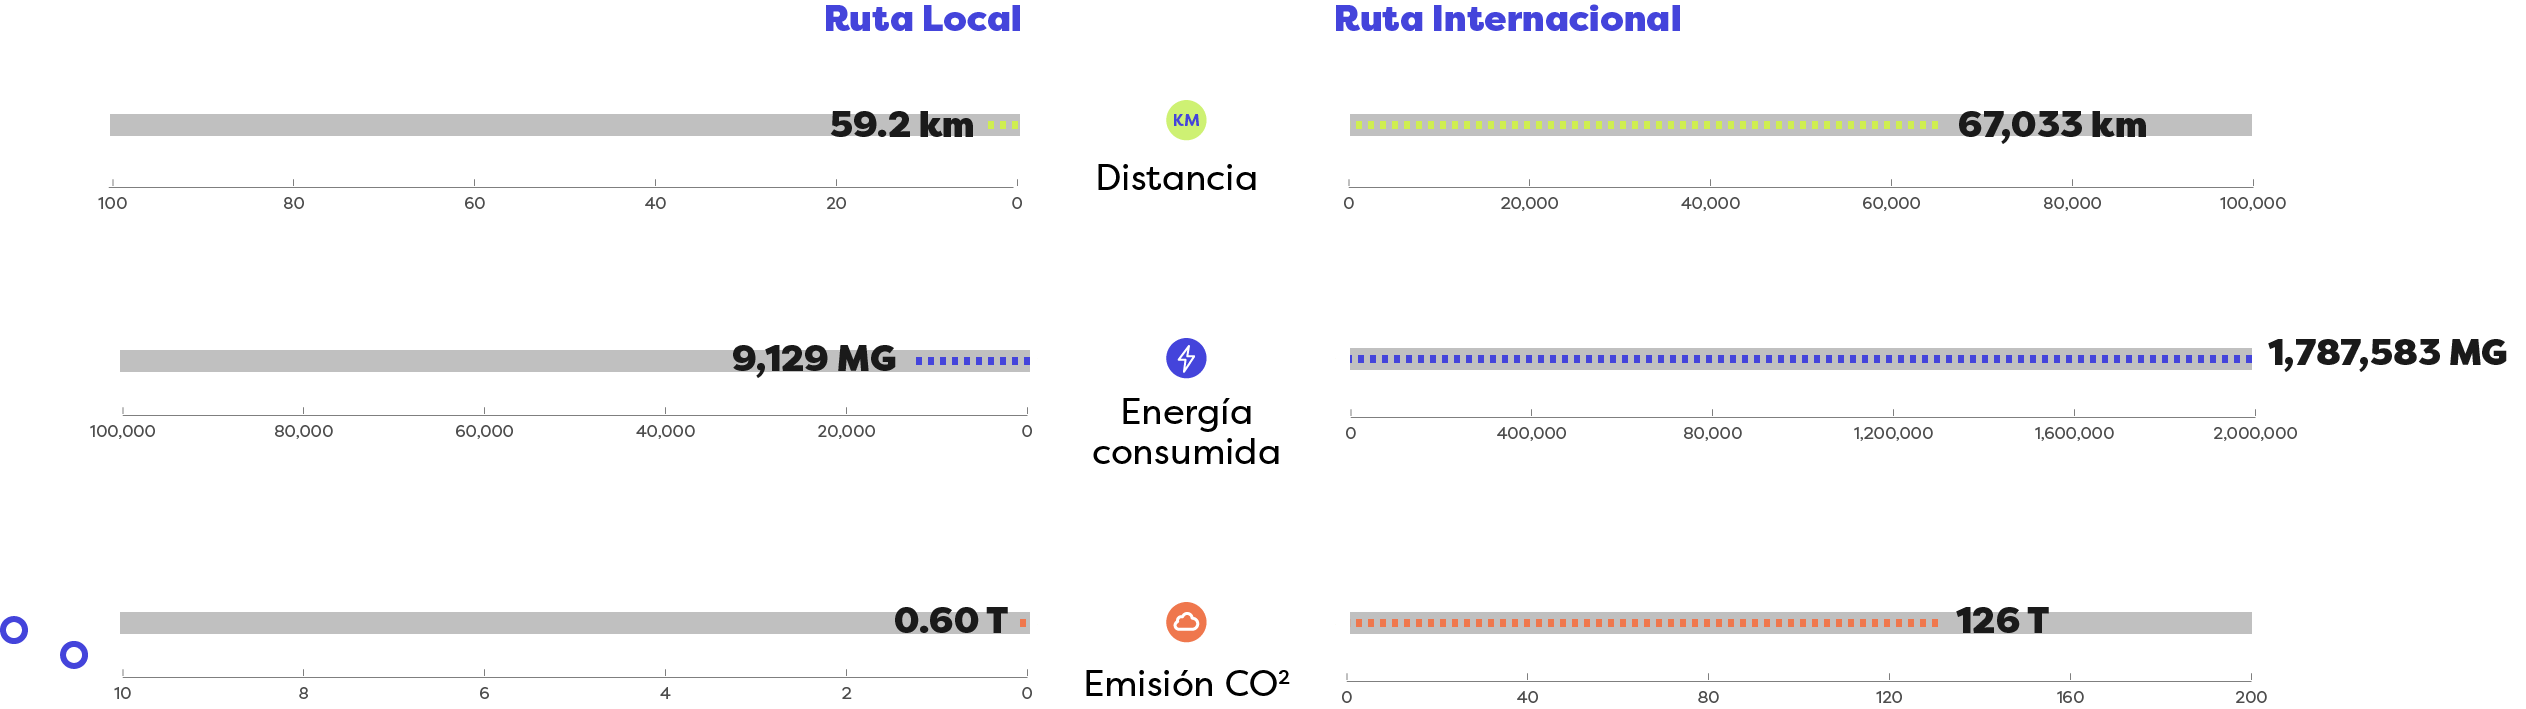 Ruta Local
Ruta Internacional
59.2 km
KM
67,033 km
Distancia
100 80 60 40 20 0
0 20,000 40,000 60,000 80,000 100,000
9,129 MG
1,787,583 MG
Energía
consumida
100,000 80,000 60,000 40,000 20,000 0
0 400,000 80,000 1,200,000 1,600,000 2,000,000
0.60 T
126 T
Emisión CO²
10 8 6 4 2 0
0 40 80 120 160 200